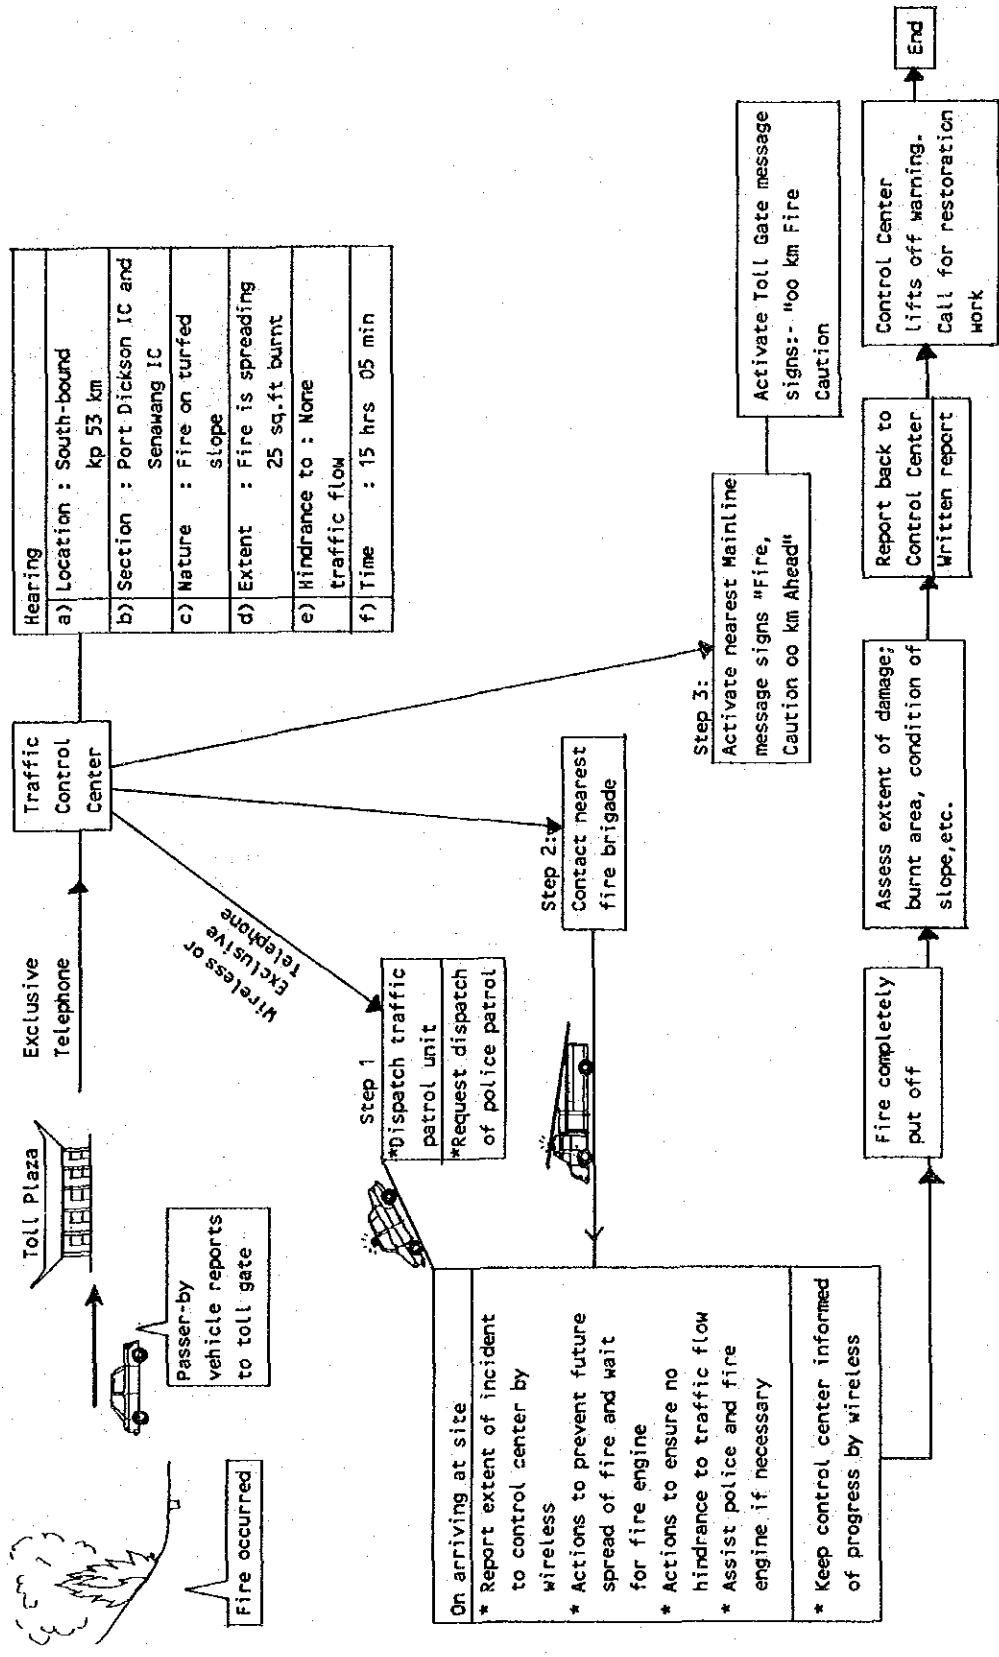 Fire occurred
Passer-by
vehicle reports
to toll gate
Toll Plaza
Exclusive
Telephone
Traffic
Control
Center
Hearing
a) Location : South-bound
kp 53 km
b) Section : Port Dickson IC and
Senawang IC
c) Nature : Fire on turfed
slope
d) Extent : Fire is spreading
25 sq.ft burnt
e) Hindrance to : None
traffic flow
f) Time : 15 hrs 05 min
Wireless or
Exclusive
Telephone
Step 1
*Dispatch traffic
patrol unit
*Request dispatch
of police patrol
Step 2:
Contact nearest
fire brigade
Step 3:
Activate nearest Mainline
message signs "Fire,
Caution oo km Ahead"
Activate Toll Gate message
signs:- "oo km Fire
Caution
On arriving at site
* Report extent of incident
to control center by
wireless
* Actions to prevent future
spread of fire and wait
for fire engine
* Actions to ensure no
hindrance to traffic flow
* Assist police and fire
engine if necessary
* Keep control center informed
of progress by wireless
Fire completely
put off
Assess extent of damage;
burnt area, condition of
slope,etc.
Report back to
Control Center
Written report
Control Center
lifts off warning.
Call for restoration
work
End